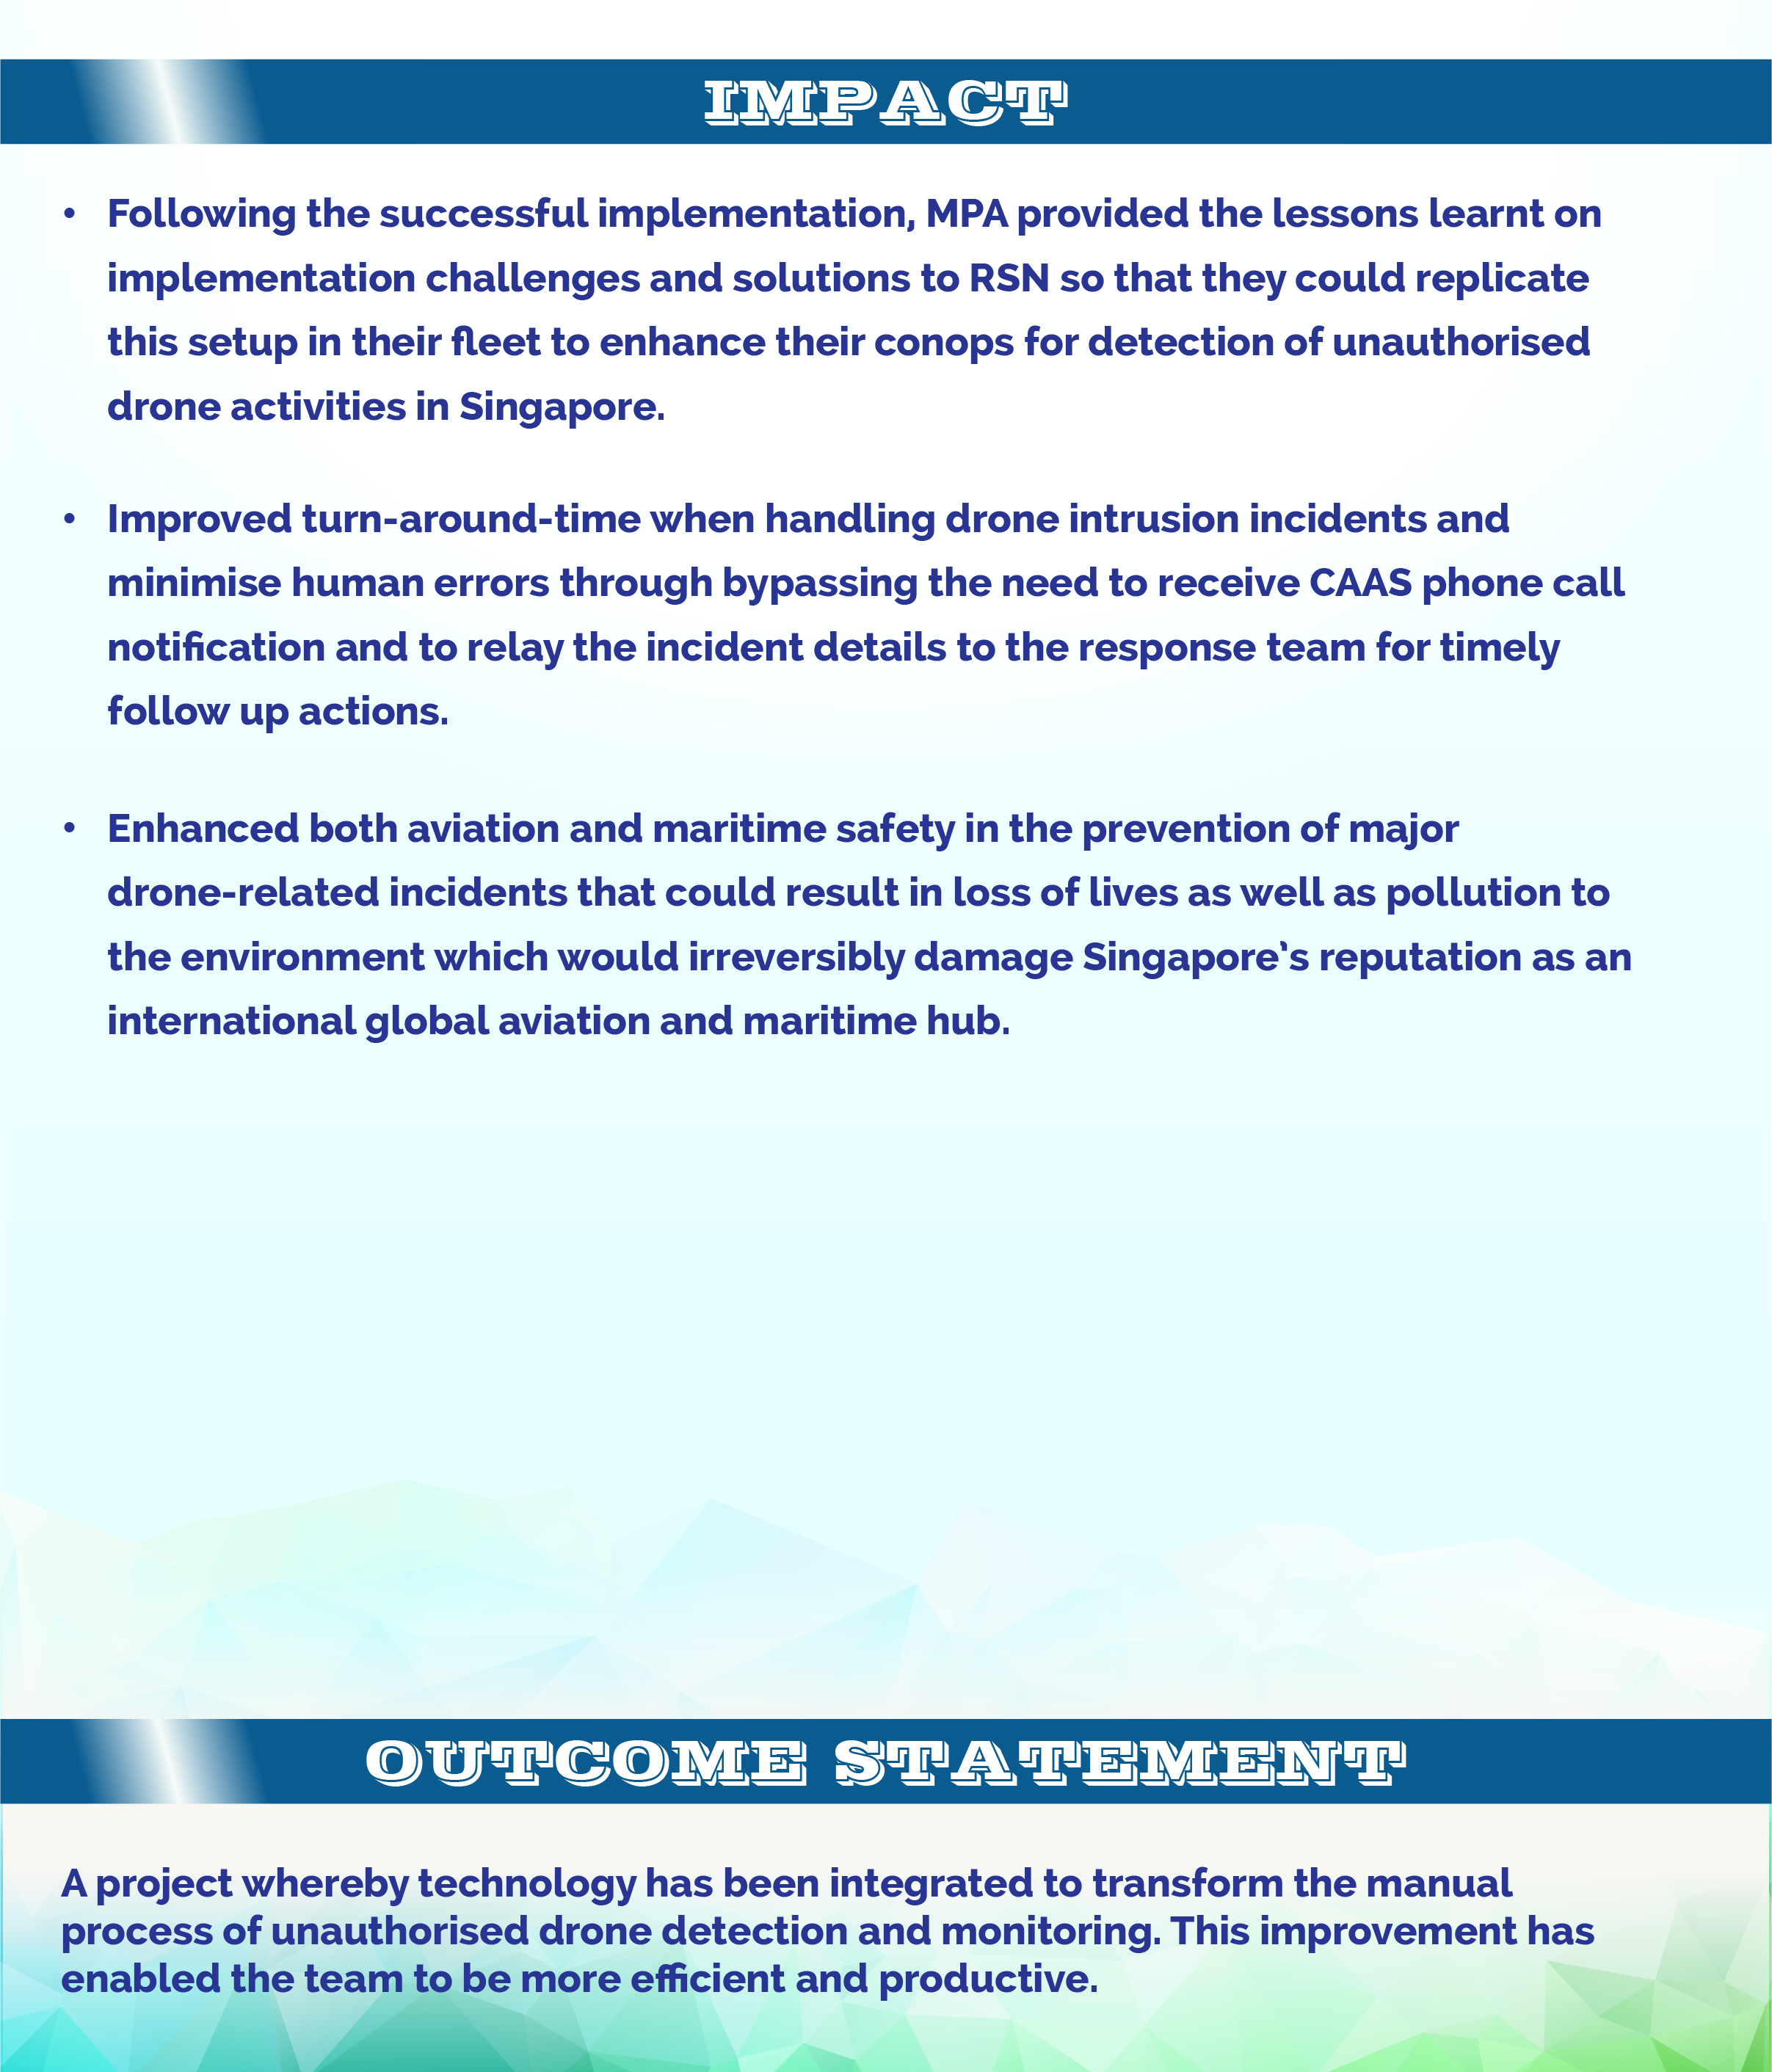 IMPACT
• Following the successful implementation, MPA provided the lessons learnt on
implementation challenges and solutions to RSN so that they could replicate
this setup in their fleet to enhance their conops for detection of unauthorised
drone activities in Singapore.
• Improved turn-around-time when handling drone intrusion incidents and
minimise human errors through bypassing the need to receive CAAS phone call
notification and to relay the incident details to the response team for timely
follow up actions.
• Enhanced both aviation and maritime safety in the prevention of major
drone-related incidents that could result in loss of lives as well as pollution to
the environment which would irreversibly damage Singapore’s reputation as an
international global aviation and maritime hub.
OUTCOME STATEMENT
A project whereby technology has been integrated to transform the manual
process of unauthorised drone detection and monitoring. This improvement has
enabled the team to be more efficient and productive.